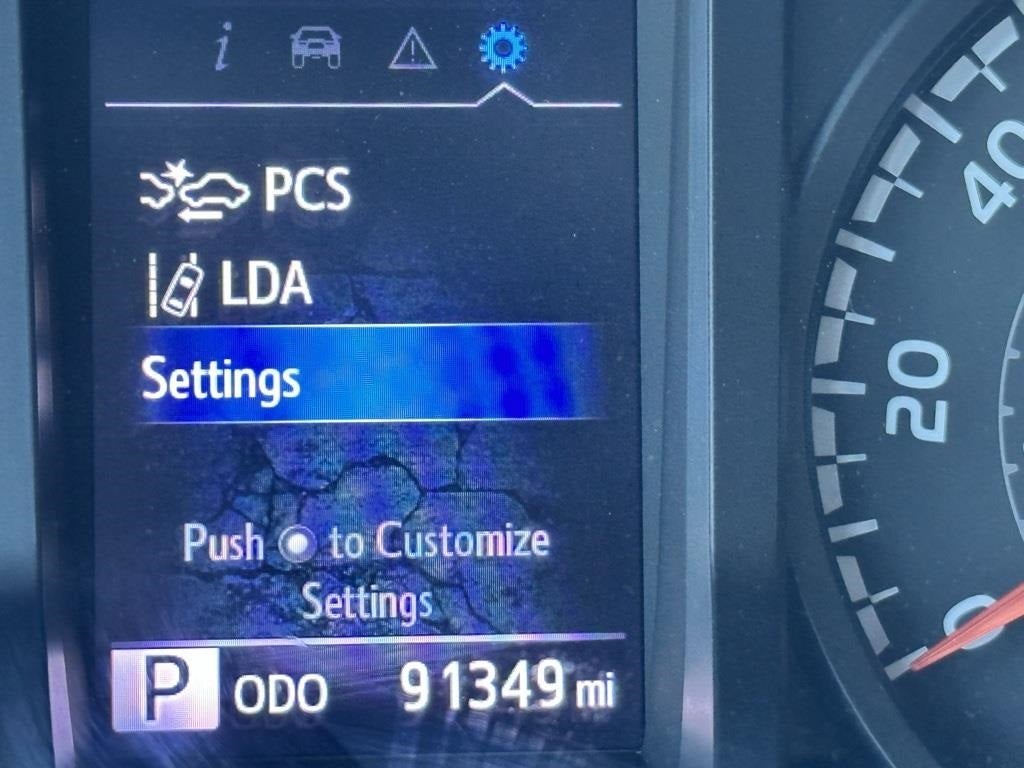 i
PCS
LDA
Settings
Push to Customize
Settings
P ODO 91349 mi
40
20
0